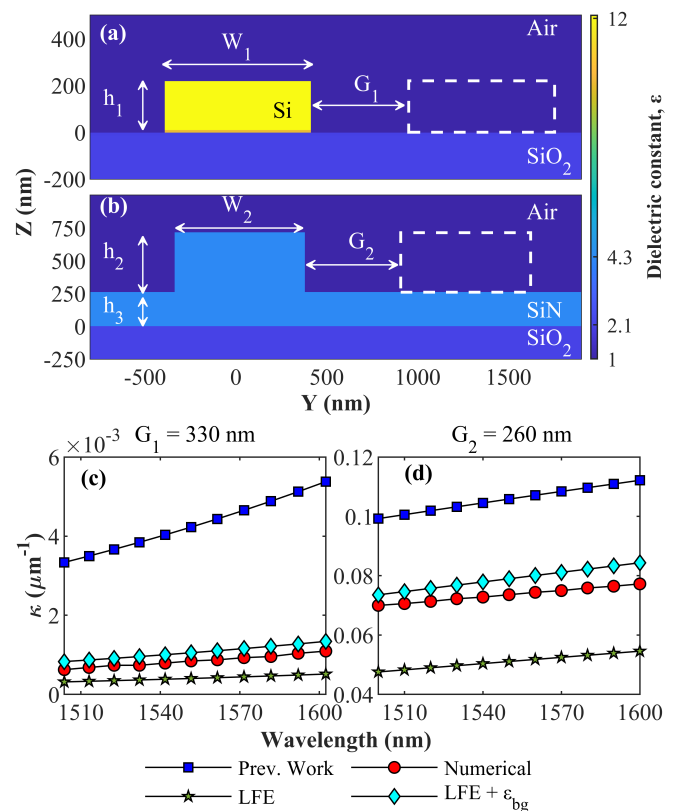 (a)
W₁
Air
h₁
Si
G₁
SiO₂
400
200
0
-200
(b)
W₂
Air
h₂
G₂
h₃
SiN
SiO₂
750
500
250
0
-250
Z (nm)
-500 0 500 1000 1500
Y (nm)
12
4.3
2.1
1
Dielectric constant, ε
G₁ = 330 nm
×10⁻³
(c)
6
4
2
0
κ (μm⁻¹)
1510 1540 1570 1600
G₂ = 260 nm
(d)
0.12
0.1
0.08
0.06
0.04
1510 1540 1570 1600
Wavelength (nm)
Prev. Work
Numerical
LFE
LFE + ε_bg